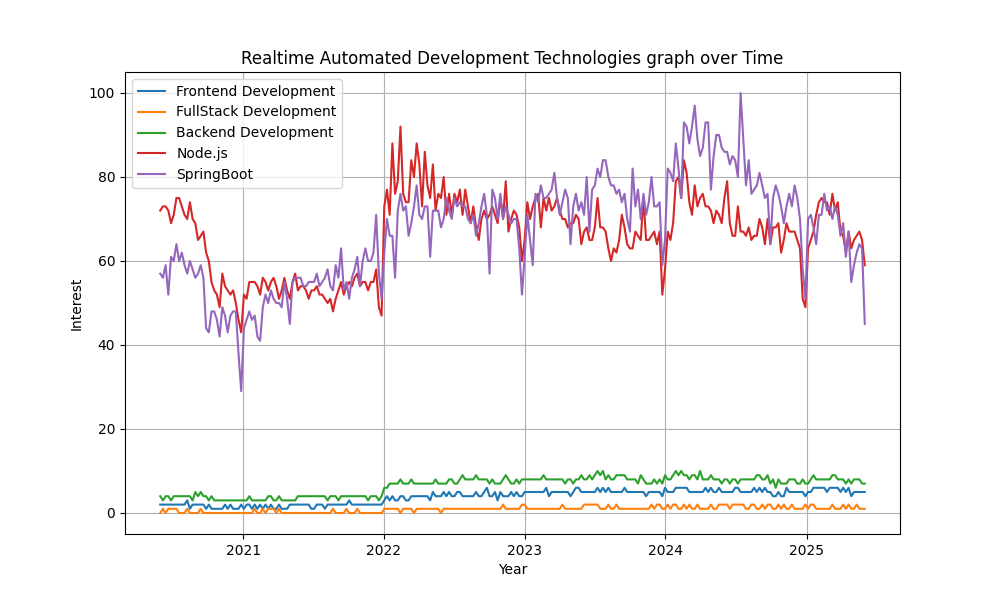 Realtime Automated Development Technologies graph over Time
Frontend Development
FullStack Development
Backend Development
Node.js
SpringBoot
100
80
60
40
20
0
Interest
2021 2022 2023 2024 2025
Year